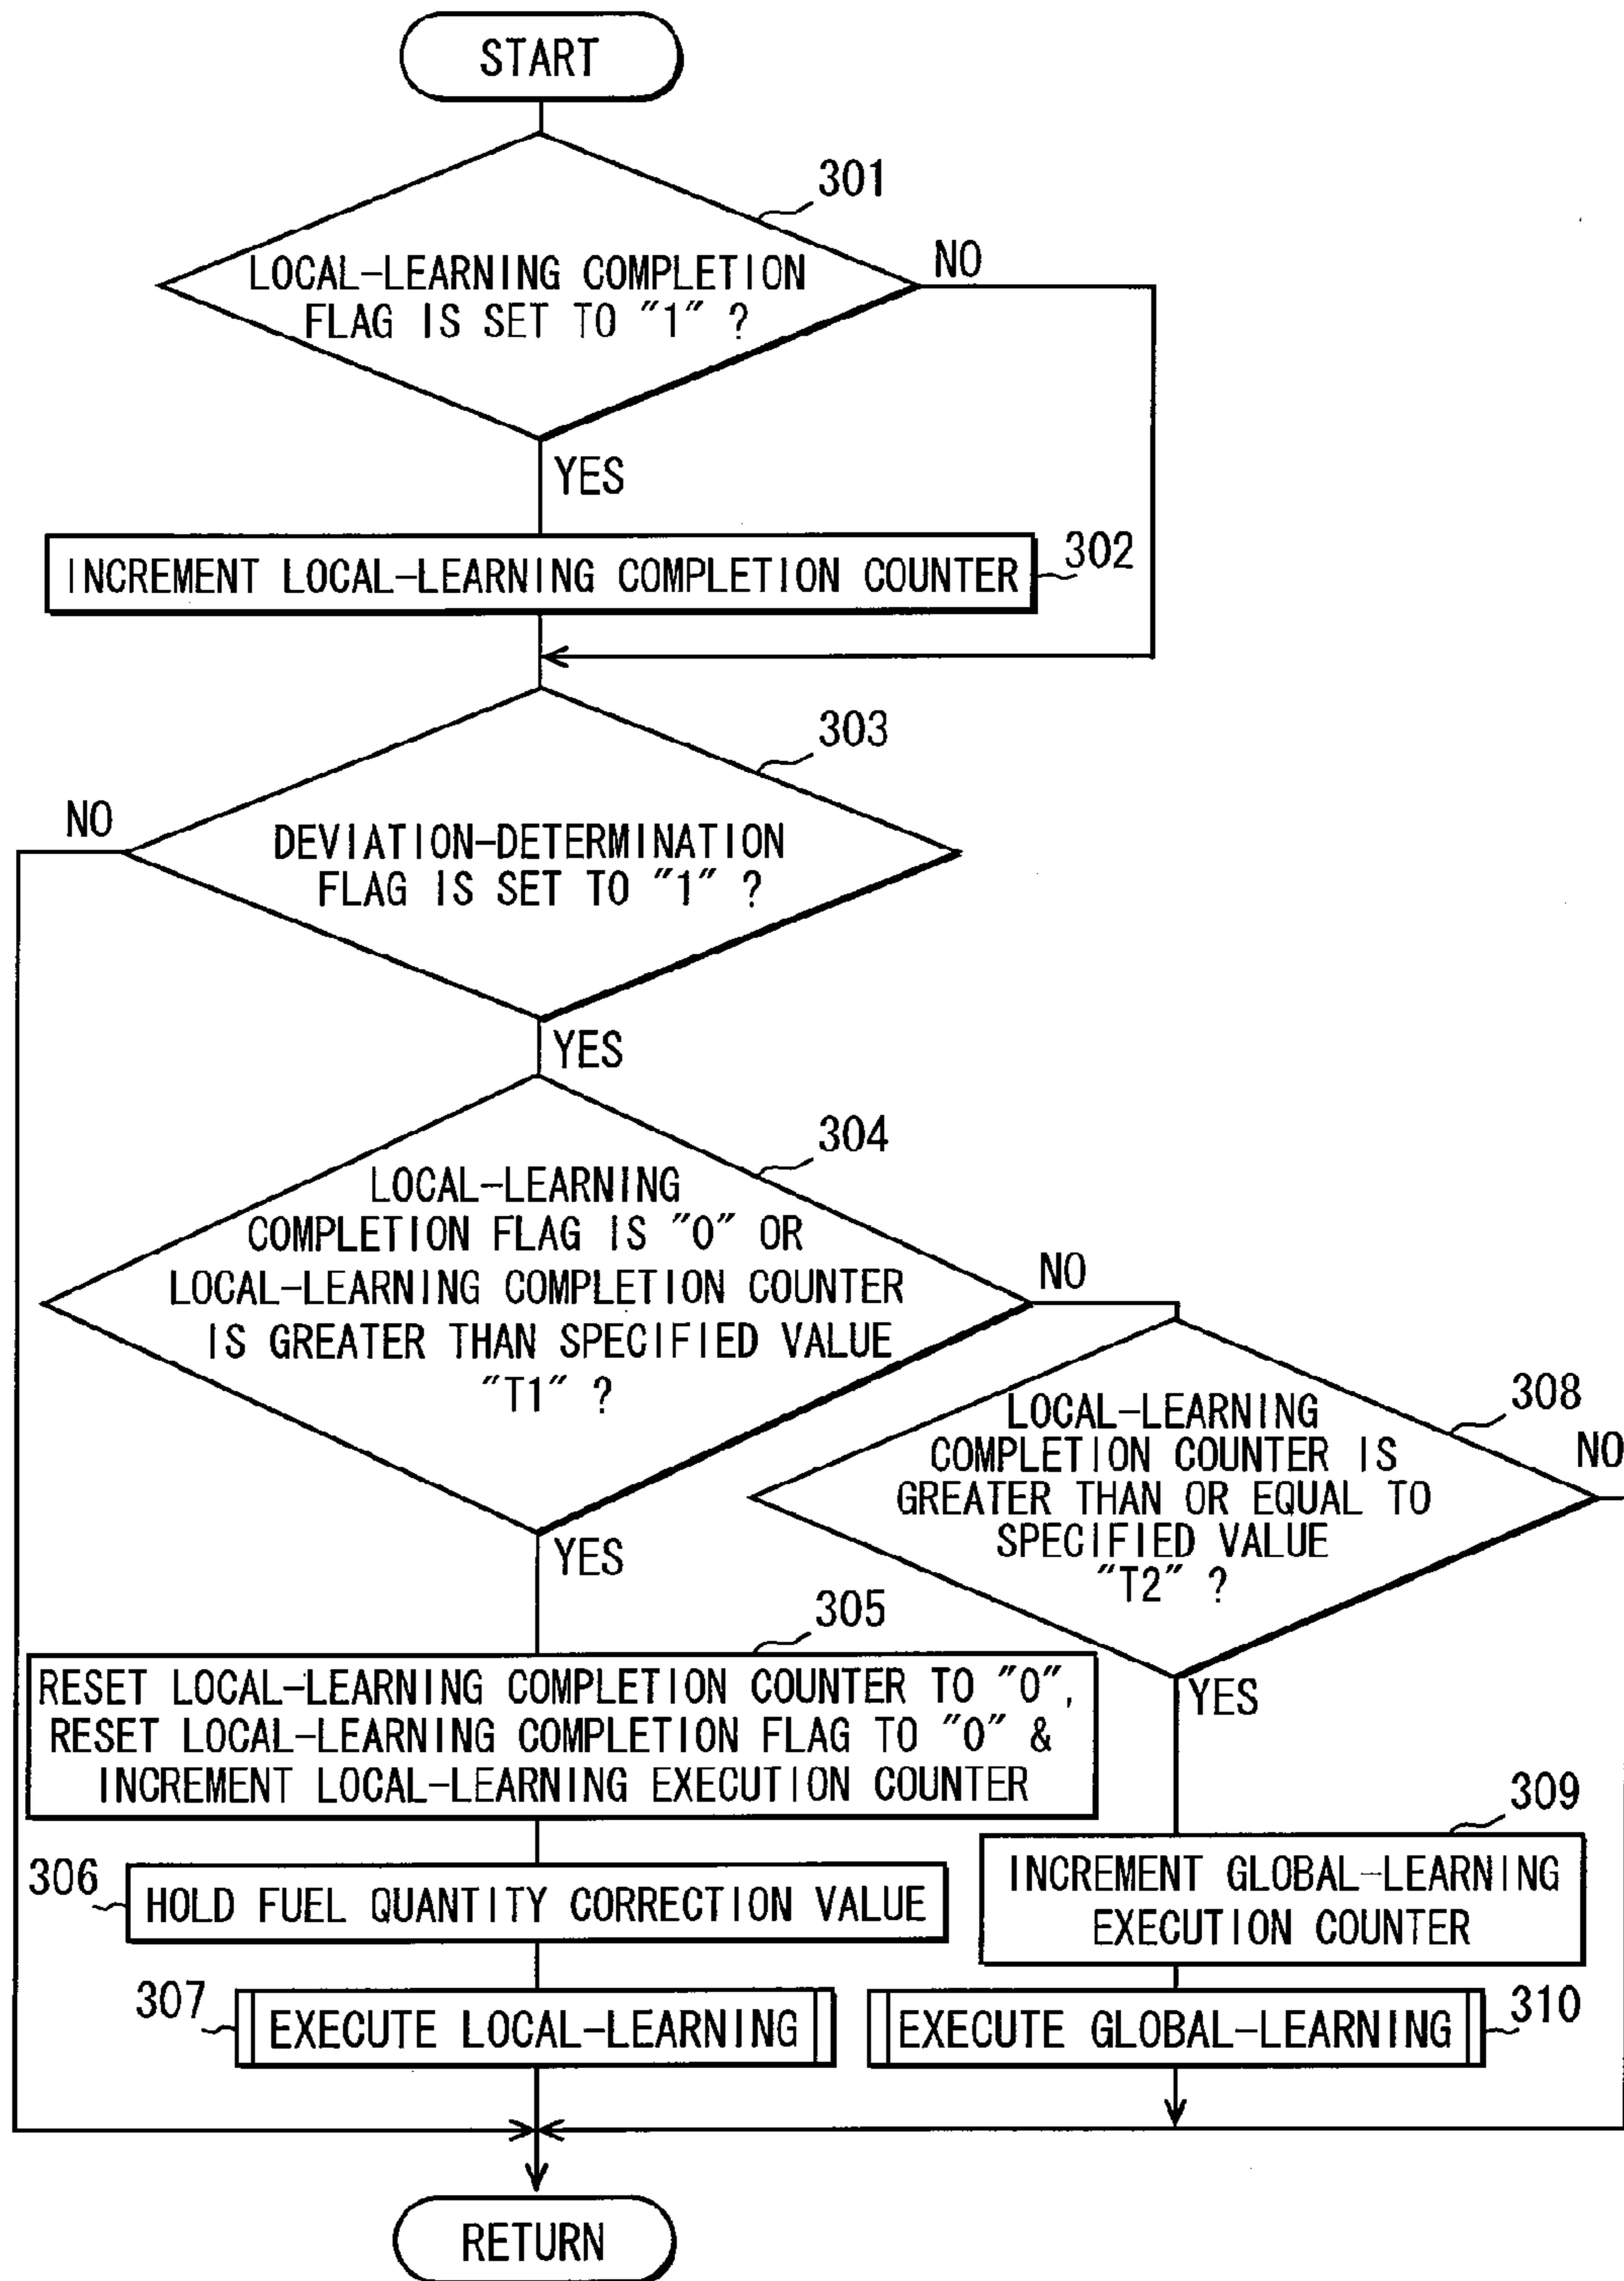 START
301
LOCAL-LEARNING COMPLETION
FLAG IS SET TO "1" ?
NO
YES
INCREMENT LOCAL-LEARNING COMPLETION COUNTER
302
303
NO
DEVIATION-DETERMINATION
FLAG IS SET TO "1" ?
YES
304
LOCAL-LEARNING
COMPLETION FLAG IS "0" OR
LOCAL-LEARNING COMPLETION COUNTER
IS GREATER THAN SPECIFIED VALUE
"T1" ?
NO
YES
308
LOCAL-LEARNING
COMPLETION COUNTER IS
GREATER THAN OR EQUAL TO
SPECIFIED VALUE
"T2" ?
NO
YES
305
RESET LOCAL-LEARNING COMPLETION COUNTER TO "0",
RESET LOCAL-LEARNING COMPLETION FLAG TO "0" &
INCREMENT LOCAL-LEARNING EXECUTION COUNTER
306
HOLD FUEL QUANTITY CORRECTION VALUE
307
EXECUTE LOCAL-LEARNING
309
INCREMENT GLOBAL-LEARNING
EXECUTION COUNTER
EXECUTE GLOBAL-LEARNING
310
RETURN